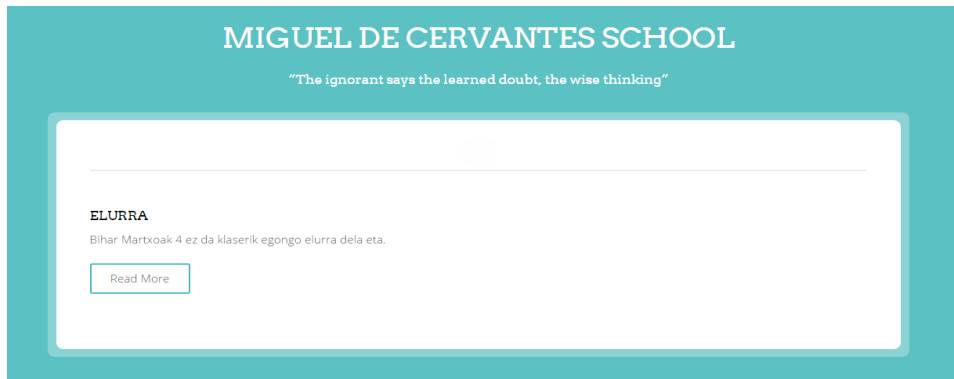 MIGUEL DE CERVANTES SCHOOL
“The ignorant says the learned doubt, the wise thinking”
ELURRA
Bihar Martxoak 4 ez da klaserik egongo elurra dela eta.
Read More